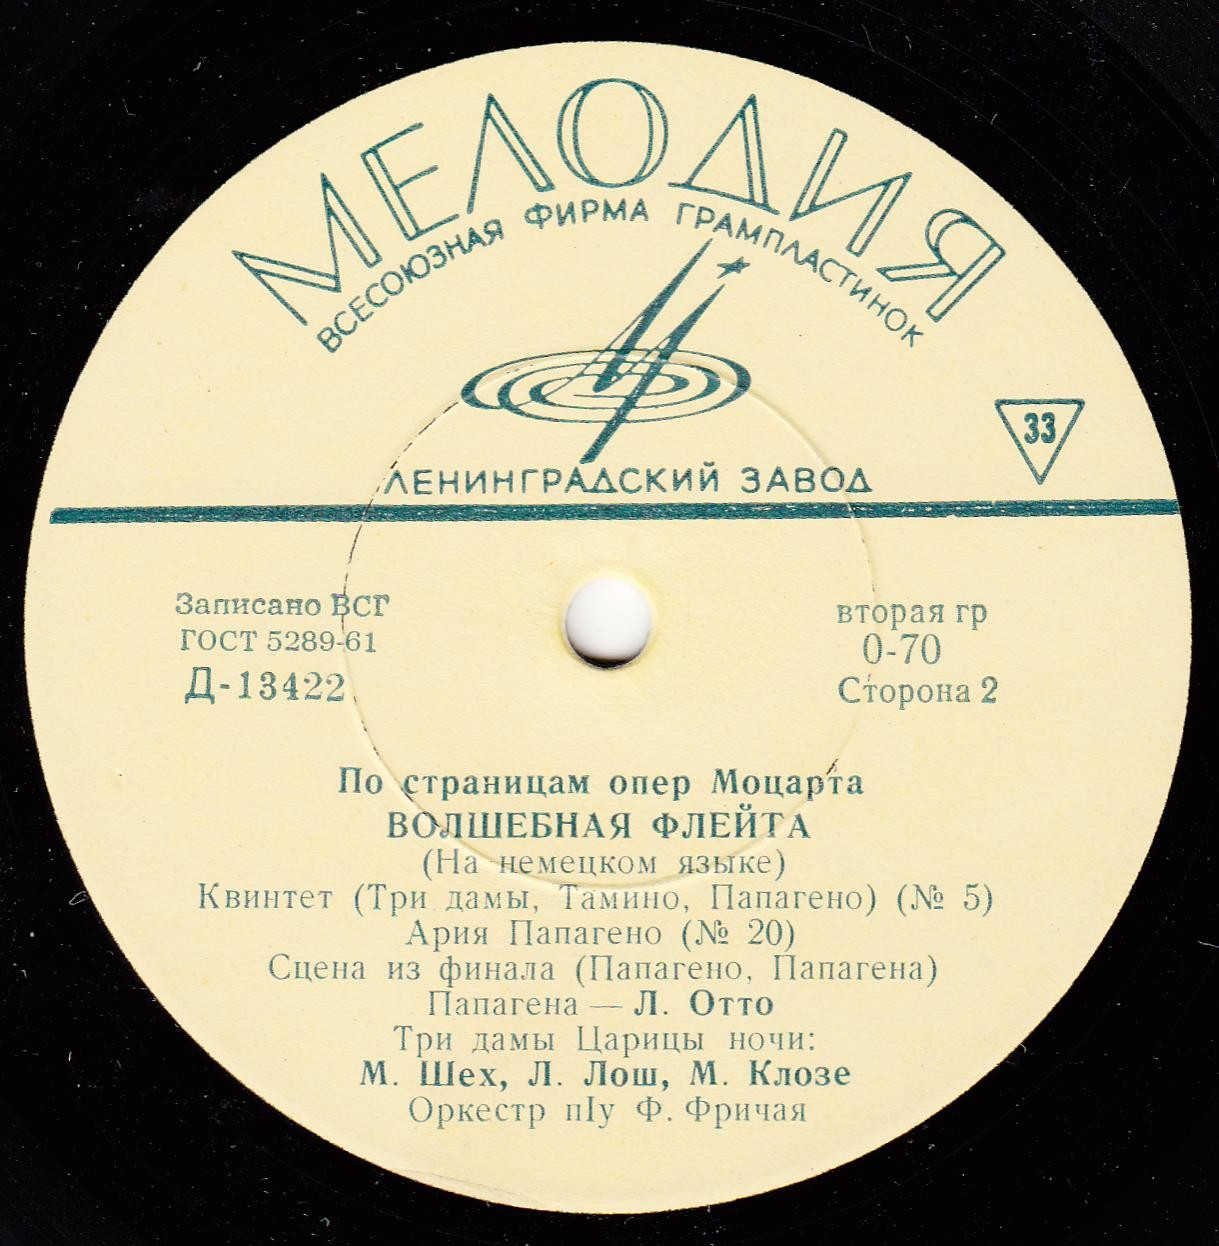 МЕЛОДИЯ
ВСЕСОЮЗНАЯ ФИРМА ГРАМПЛАСТИНОК
33
ЛЕНИНГРАДСКИЙ ЗАВОД
Записано ВСГ
ГОСТ 5289-61
Д-13422
вторая гр
0-70
Сторона 2
По страницам опер Моцарта
ВОЛШЕБНАЯ ФЛЕЙТА
(На немецком языке)
Квинтет (Три дамы, Тамино, Папагено) (№ 5)
Ария Папагено (№ 20)
Сцена из финала (Папагено, Папагена)
Папагена — Л. Отто
Три дамы Царицы ночи:
М. Шех, Л. Лош, М. Клозе
Оркестр п/у Ф. Фричая